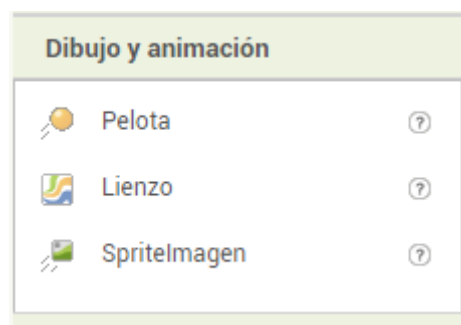 Dibujo y animación
Pelota ?
Lienzo ?
SpriteImagen ?